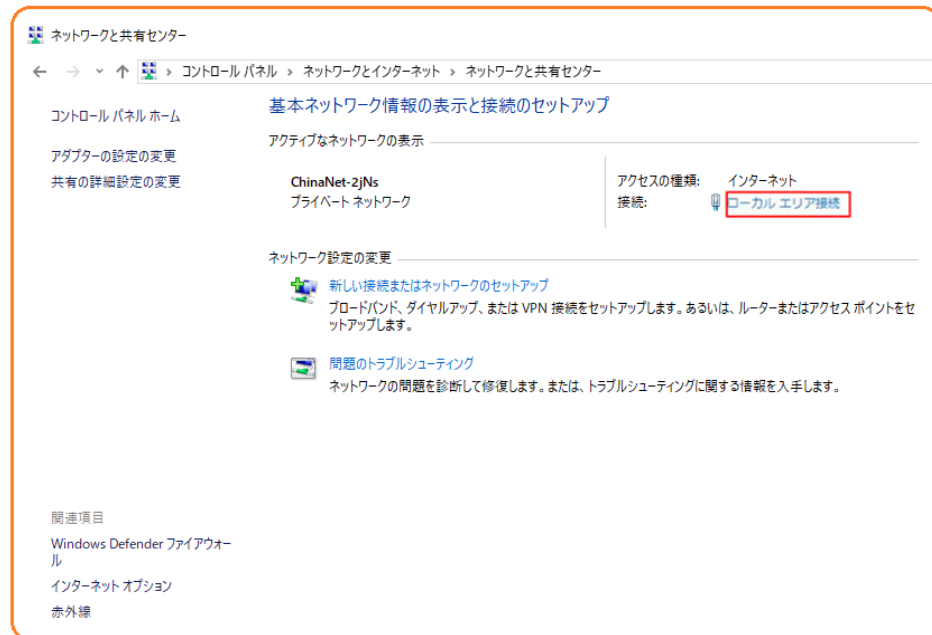 ネットワークと共有センター
コントロール パネル › ネットワークとインターネット › ネットワークと共有センター
コントロール パネル ホーム
アダプターの設定の変更
共有の詳細設定の変更
基本ネットワーク情報の表示と接続のセットアップ
アクティブなネットワークの表示
ChinaNet-2jNs
プライベート ネットワーク
アクセスの種類: インターネット
接続: ローカル エリア接続
ネットワーク設定の変更
新しい接続またはネットワークのセットアップ
ブロードバンド、ダイヤルアップ、または VPN 接続をセットアップします。あるいは、ルーターまたはアクセス ポイントをセ
ットアップします。
問題のトラブルシューティング
ネットワークの問題を診断して修復します。または、トラブルシューティングに関する情報を入手します。
関連項目
Windows Defender ファイアウォー
ル
インターネット オプション
赤外線